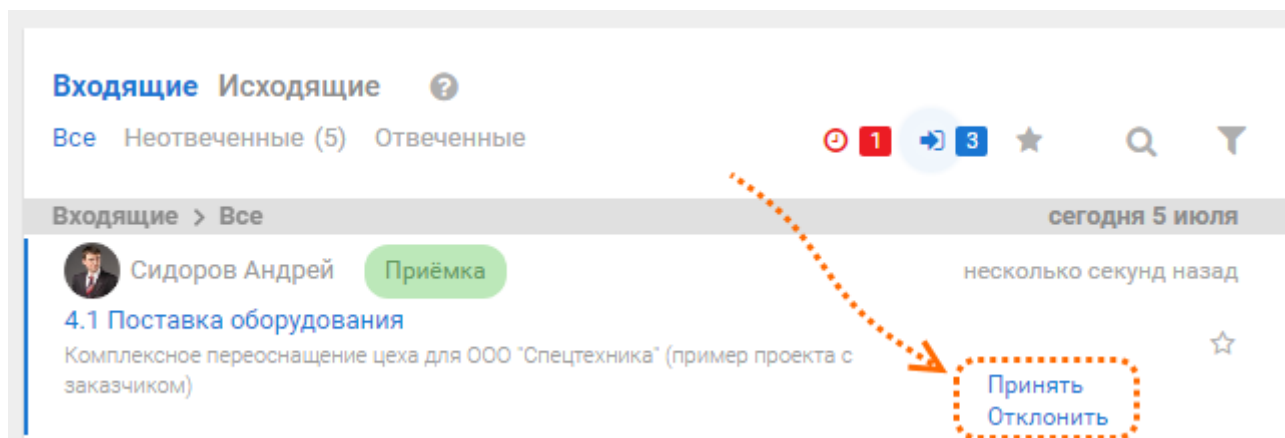 Входящие Исходящие ?
Все Неотвеченные (5) Отвеченные 1 3
Входящие > Все сегодня 5 июля
Сидоров Андрей Приёмка несколько секунд назад
4.1 Поставка оборудования
Комплексное переоснащение цеха для ООО "Спецтехника" (пример проекта с
заказчиком)
Принять
Отклонить